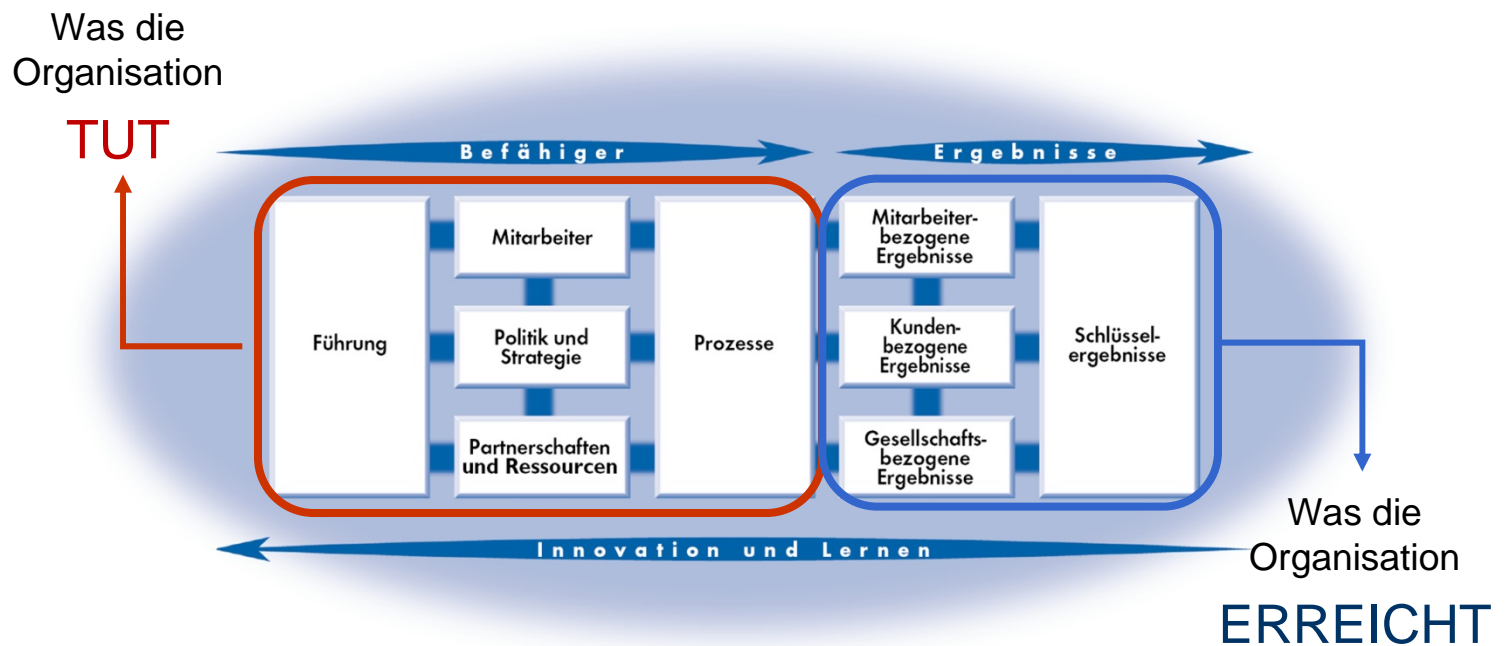 Was die
Organisation
TUT
Befähiger
Ergebnisse
Führung
Mitarbeiter
Politik und
Strategie
Partnerschaften
und Ressourcen
Prozesse
Mitarbeiter-
bezogene
Ergebnisse
Kunden-
bezogene
Ergebnisse
Gesellschafts-
bezogene
Ergebnisse
Schlüssel-
ergebnisse
Innovation und Lernen
Was die
Organisation
ERREICHT